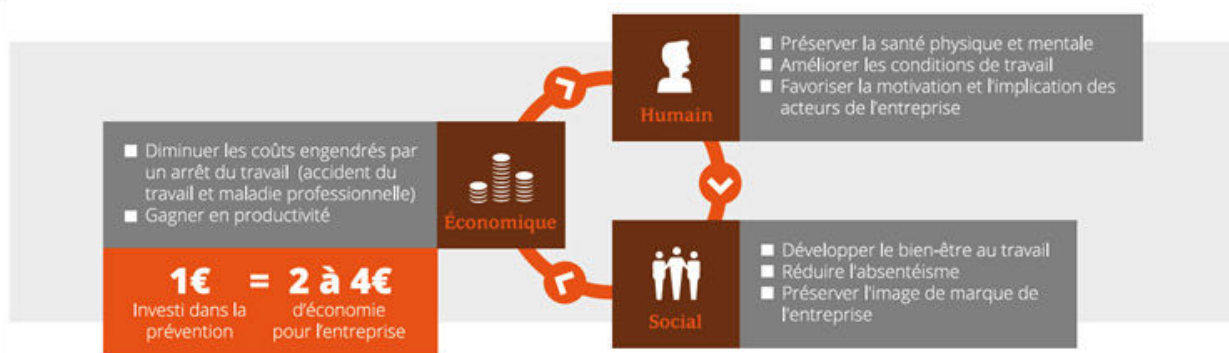 ■ Préserver la santé physique et mentale
■ Améliorer les conditions de travail
■ Favoriser la motivation et l'implication des
acteurs de l'entreprise
Humain
■ Diminuer les coûts engendrés par
un arrêt du travail (accident du
travail et maladie professionnelle)
■ Gagner en productivité
Économique
1€ = 2 à 4€
Investi dans la d'économie
prévention pour l'entreprise
■ Développer le bien-être au travail
■ Réduire l'absentéisme
■ Préserver l'image de marque de
l'entreprise
Social